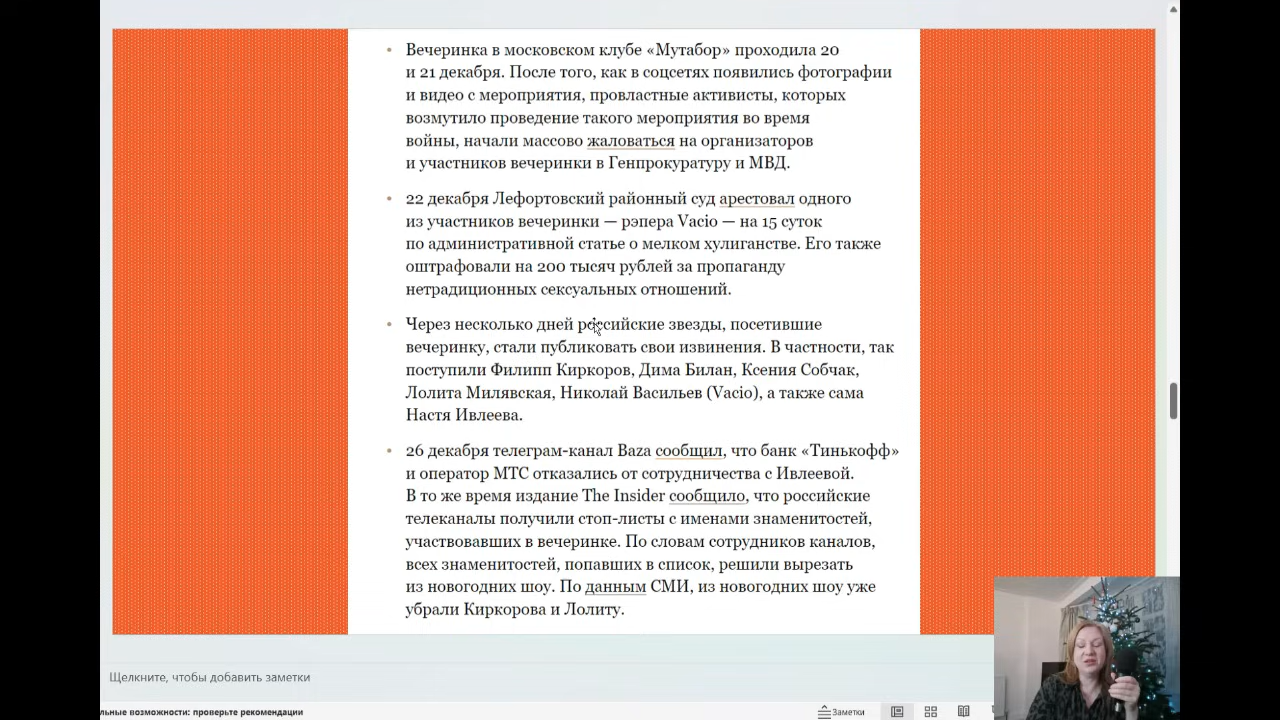 Вечеринка в московском клубе «Мутабор» проходила 20
и 21 декабря. После того, как в соцсетях появились фотографии
и видео с мероприятия, провластные активисты, которых
возмутило проведение такого мероприятия во время
войны, начали массово жаловаться на организаторов
и участников вечеринки в Генпрокуратуру и МВД.
22 декабря Лефортовский районный суд арестовал одного
из участников вечеринки — рэпера Vacio — на 15 суток
по административной статье о мелком хулиганстве. Его также
оштрафовали на 200 тысяч рублей за пропаганду
нетрадиционных сексуальных отношений.
Через несколько дней российские звезды, посетившие
вечеринку, стали публиковать свои извинения. В частности, так
поступили Филипп Киркоров, Дима Билан, Ксения Собчак,
Лолита Милявская, Николай Васильев (Vacio), а также сама
Настя Ивлеева.
26 декабря телеграм-канал Baza сообщил, что банк «Тинькофф»
и оператор МТС отказались от сотрудничества с Ивлеевой.
В то же время издание The Insider сообщило, что российские
телеканалы получили стоп-листы с именами знаменитостей,
участвовавших в вечеринке. По словам сотрудников каналов,
всех знаменитостей, попавших в список, решили вырезать
из новогодних шоу. По данным СМИ, из новогодних шоу уже
убрали Киркорова и Лолиту.
Щелкните, чтобы добавить заметки
льные возможности: проверьте рекомендации
Заметки